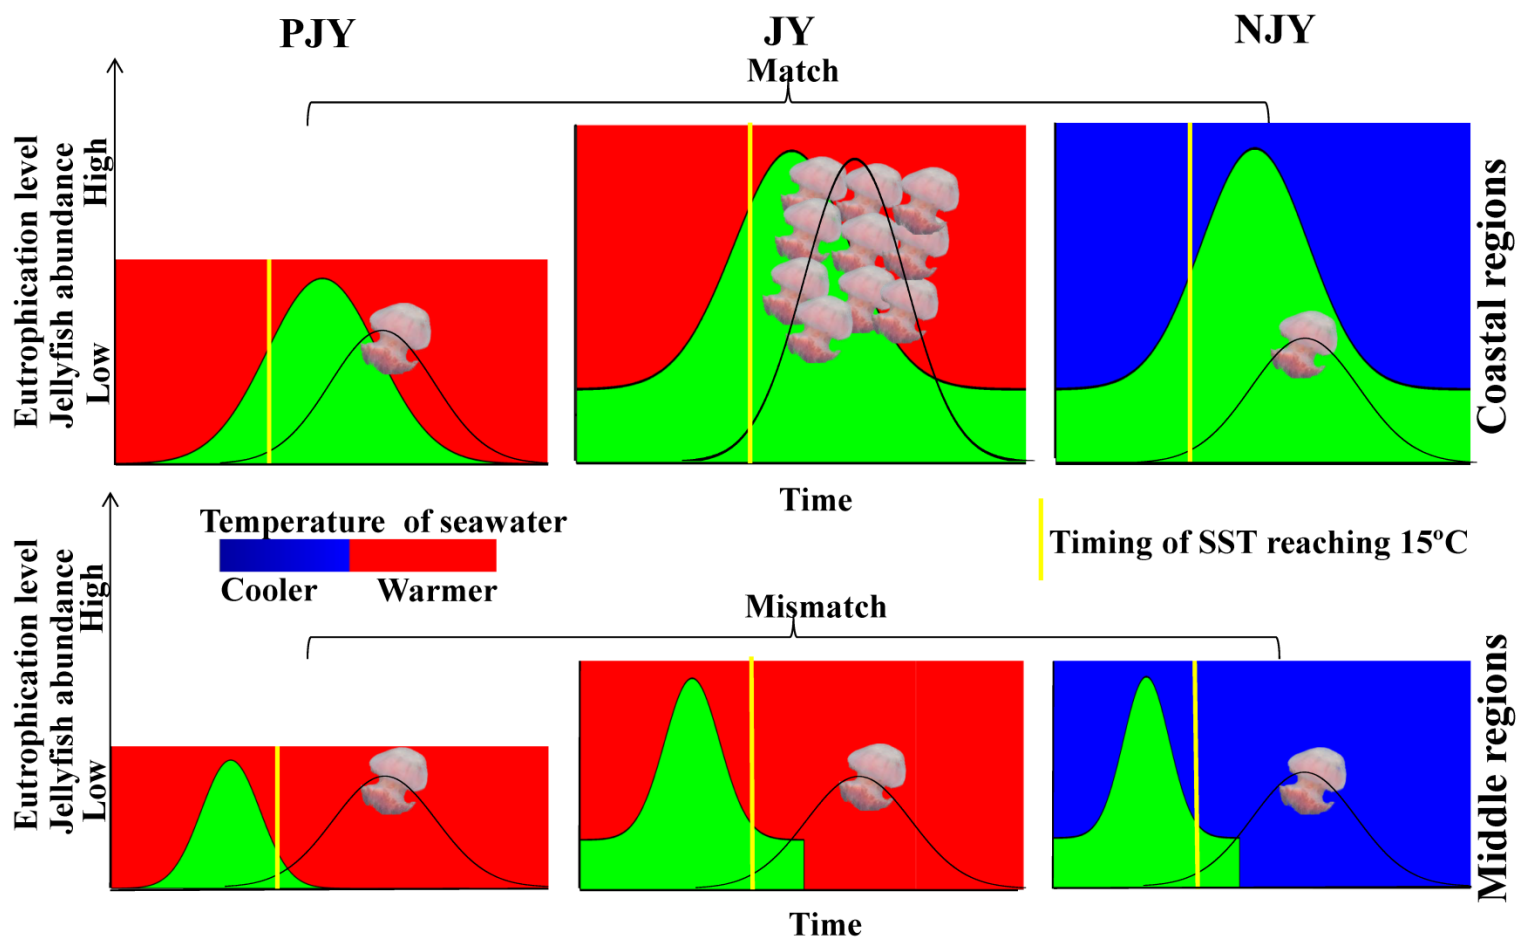 PJY
JY
NJY
Match
Eutrophication level
Jellyfish abundance
Low
High
Coastal regions
Time
Temperature of seawater
Cooler
Warmer
Timing of SST reaching 15ºC
Mismatch
Eutrophication level
Jellyfish abundance
Low
High
Middle regions
Time